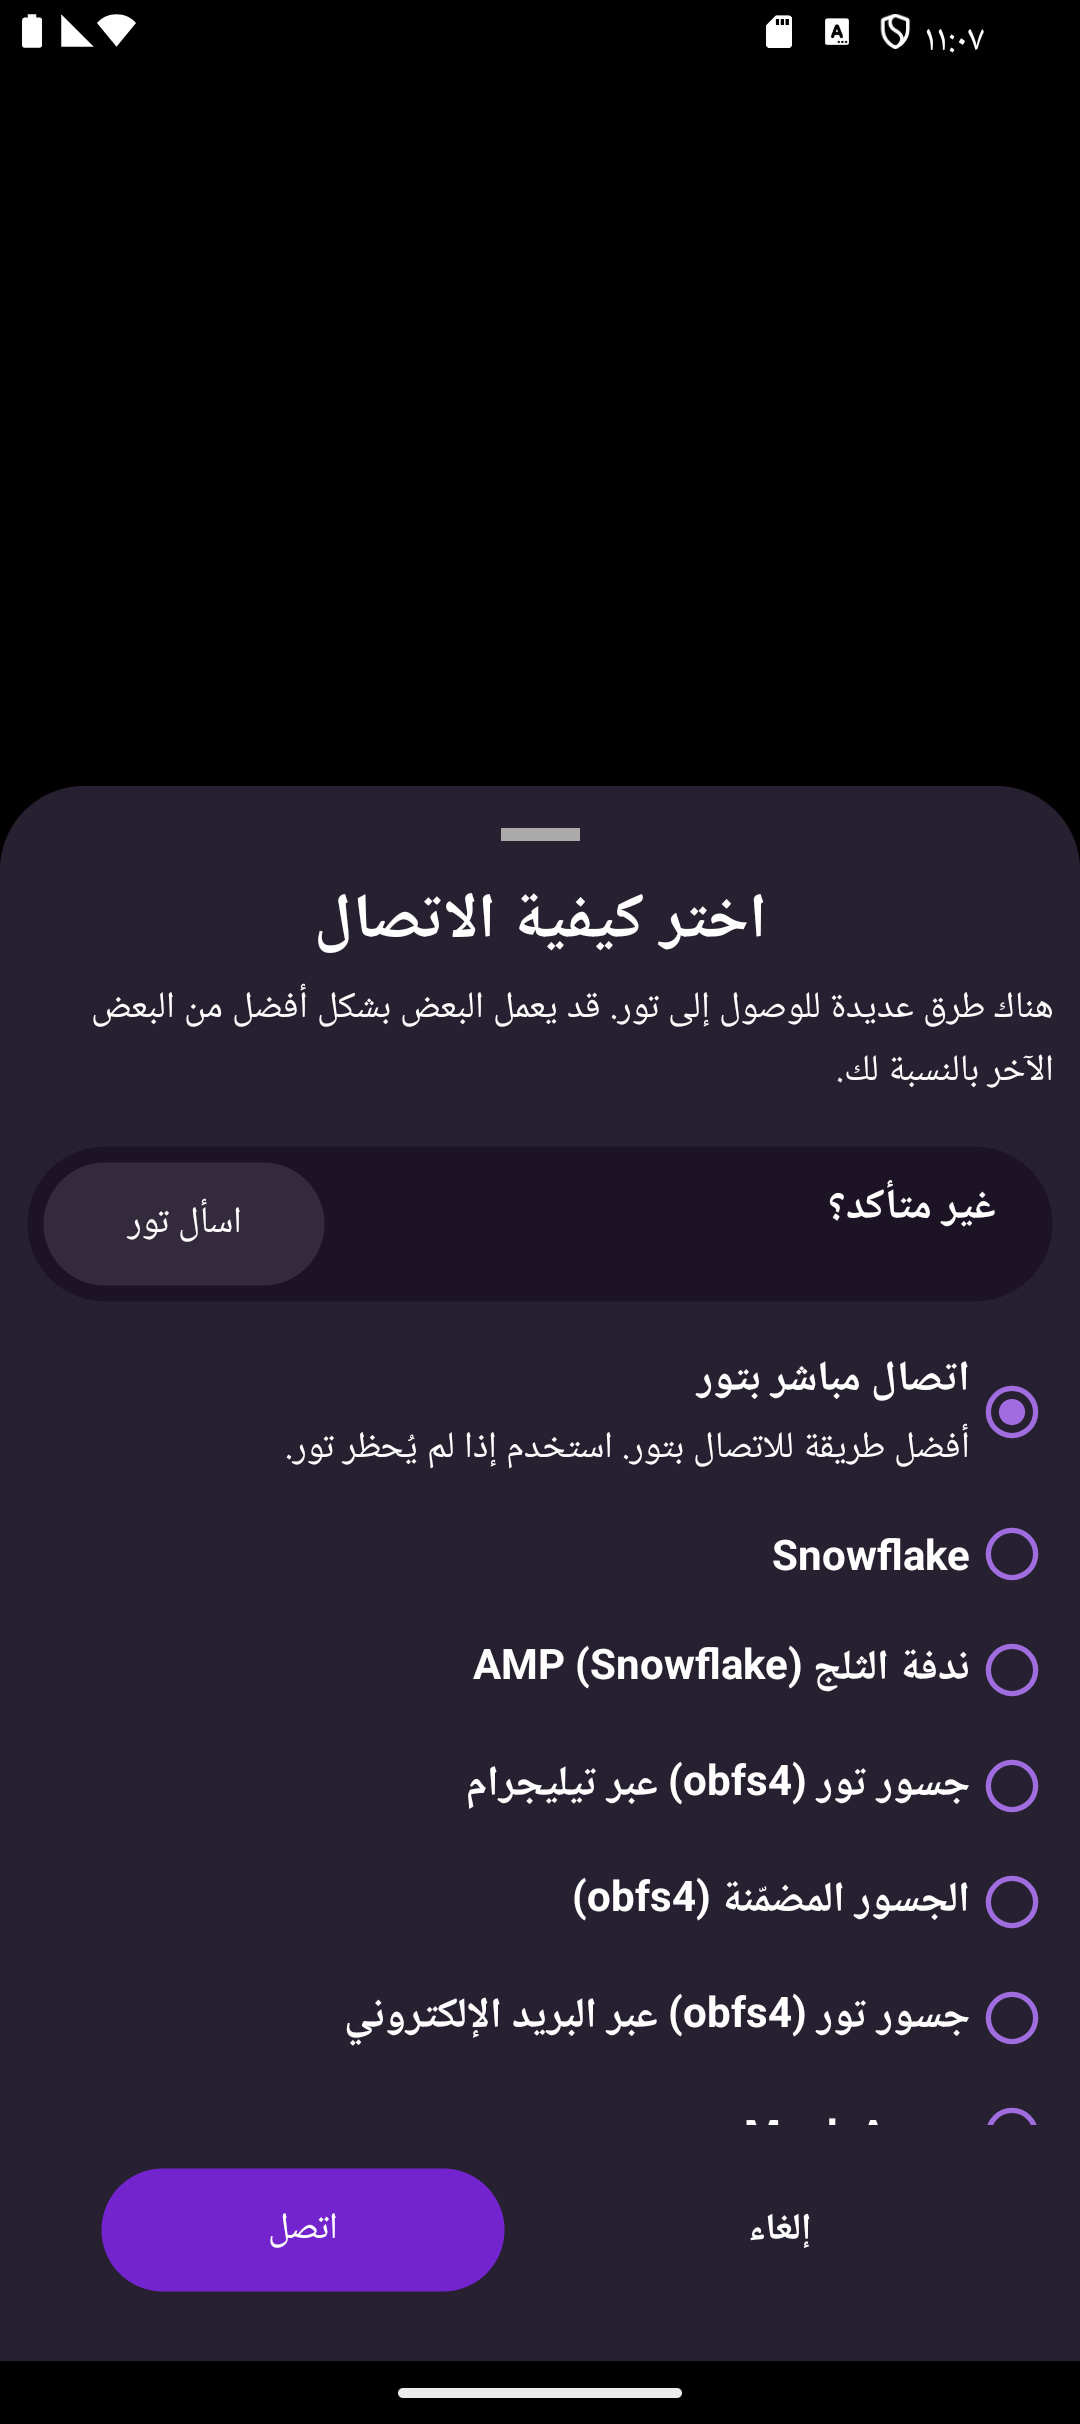 ١١:٠٧
اختر كيفية الاتصال
هناك طرق عديدة للوصول إلى تور. قد يعمل البعض بشكل أفضل من البعض
الآخر بالنسبة لك.
غير متأكد؟
اسأل تور
اتصال مباشر بتور
أفضل طريقة للاتصال بتور. استخدم إذا لم يُحظر تور.
Snowflake
ندفة الثلج (Snowflake) AMP
جسور تور (obfs4) عبر تيليجرام
الجسور المضمّنة (obfs4)
جسور تور (obfs4) عبر البريد الإلكتروني
إلغاء
اتصل